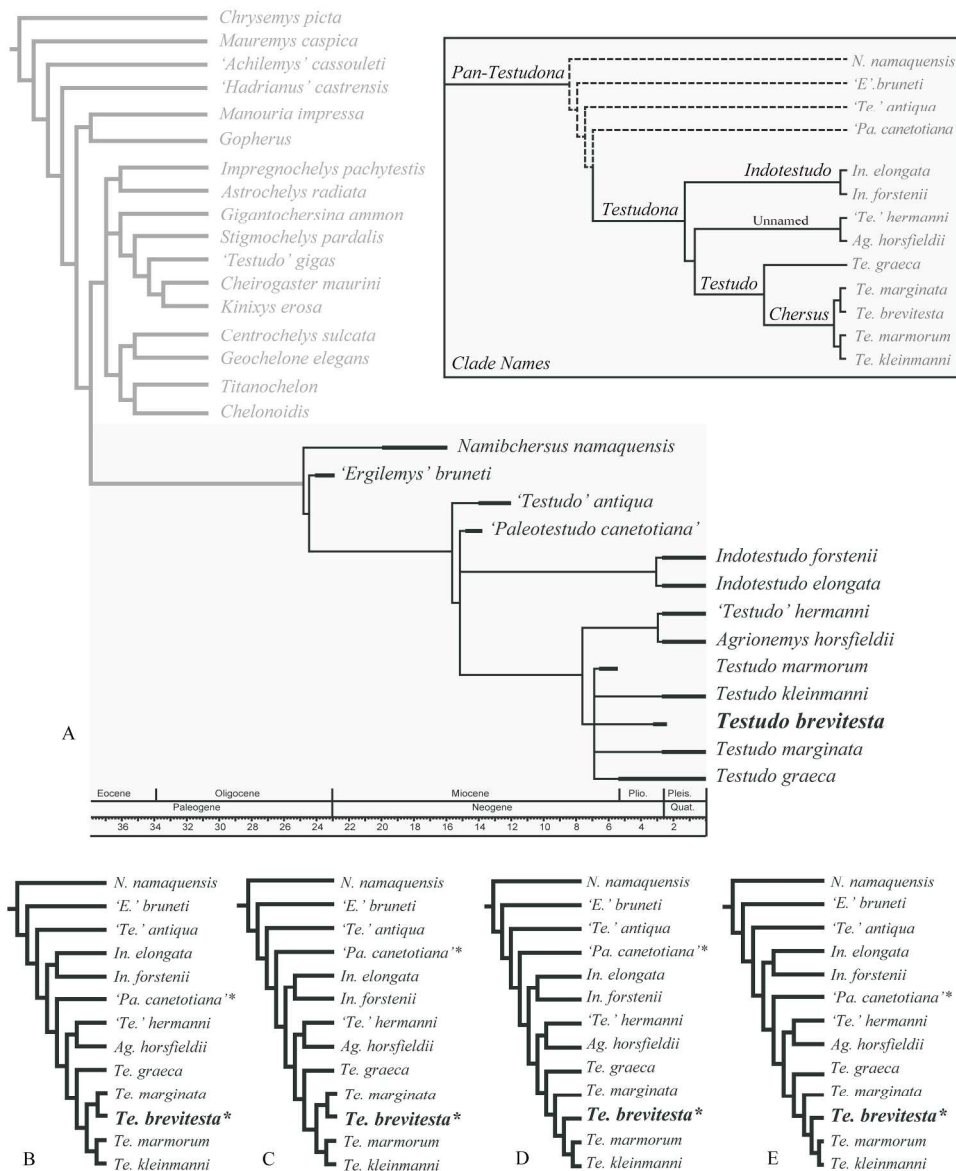 Chrysemys picta
Mauremys caspica
‘Achilemys’ cassouleti
‘Hadrianus’ castrensis
Manouria impressa
Gopherus
Impregnochelys pachytestis
Astrochelys radiata
Gigantochersina ammon
Stigmochelys pardalis
‘Testudo’ gigas
Cheirogaster maurini
Kinixys erosa
Centrochelys sulcata
Geochelone elegans
Titanochelon
Chelonoidis
Pan-Testudona
N. namaquensis
‘E’.bruneti
‘Te.’ antiqua
‘Pa. canetotiana
Indotestudo
In. elongata
In. forstenii
Testudona
Unnamed
‘Te.’ hermanni
Ag. horsfieldii
Testudo
Te. graeca
Chersus
Te. marginata
Te. brevitesta
Te. marmorum
Te. kleinmanni
Clade Names
Namibchersus namaquensis
‘Ergilemys’ bruneti
‘Testudo’ antiqua
‘Paleotestudo canetotiana’
Indotestudo forstenii
Indotestudo elongata
‘Testudo’ hermanni
Agrionemys horsfieldii
Testudo marmorum
Testudo kleinmanni
Testudo brevitesta
Testudo marginata
Testudo graeca
A
Eocene Oligocene Miocene Plio. Pleis.
Paleogene Neogene Quat.
36 34 32 30 28 26 24 22 20 18 16 14 12 10 8 6 4 2
N. namaquensis
‘E.’ bruneti
‘Te.’ antiqua
In. elongata
In. forstenii
‘Pa. canetotiana’*
‘Te.’ hermanni
Ag. horsfieldii
Te. graeca
Te. marginata
Te. brevitesta*
Te. marmorum
Te. kleinmanni
B
N. namaquensis
‘E.’ bruneti
‘Te.’ antiqua
‘Pa. canetotiana’*
In. elongata
In. forstenii
‘Te.’ hermanni
Ag. horsfieldii
Te. graeca
Te. marginata
Te. brevitesta*
Te. marmorum
Te. kleinmanni
C
N. namaquensis
‘E.’ bruneti
‘Te.’ antiqua
‘Pa. canetotiana’*
In. elongata
In. forstenii
‘Te.’ hermanni
Ag. horsfieldii
Te. graeca
Te. marginata
Te. brevitesta*
Te. marmorum
Te. kleinmanni
D
N. namaquensis
‘E.’ bruneti
‘Te.’ antiqua
In. elongata
In. forstenii
‘Pa. canetotiana’*
‘Te.’ hermanni
Ag. horsfieldii
Te. graeca
Te. marginata
Te. brevitesta*
Te. marmorum
Te. kleinmanni
E